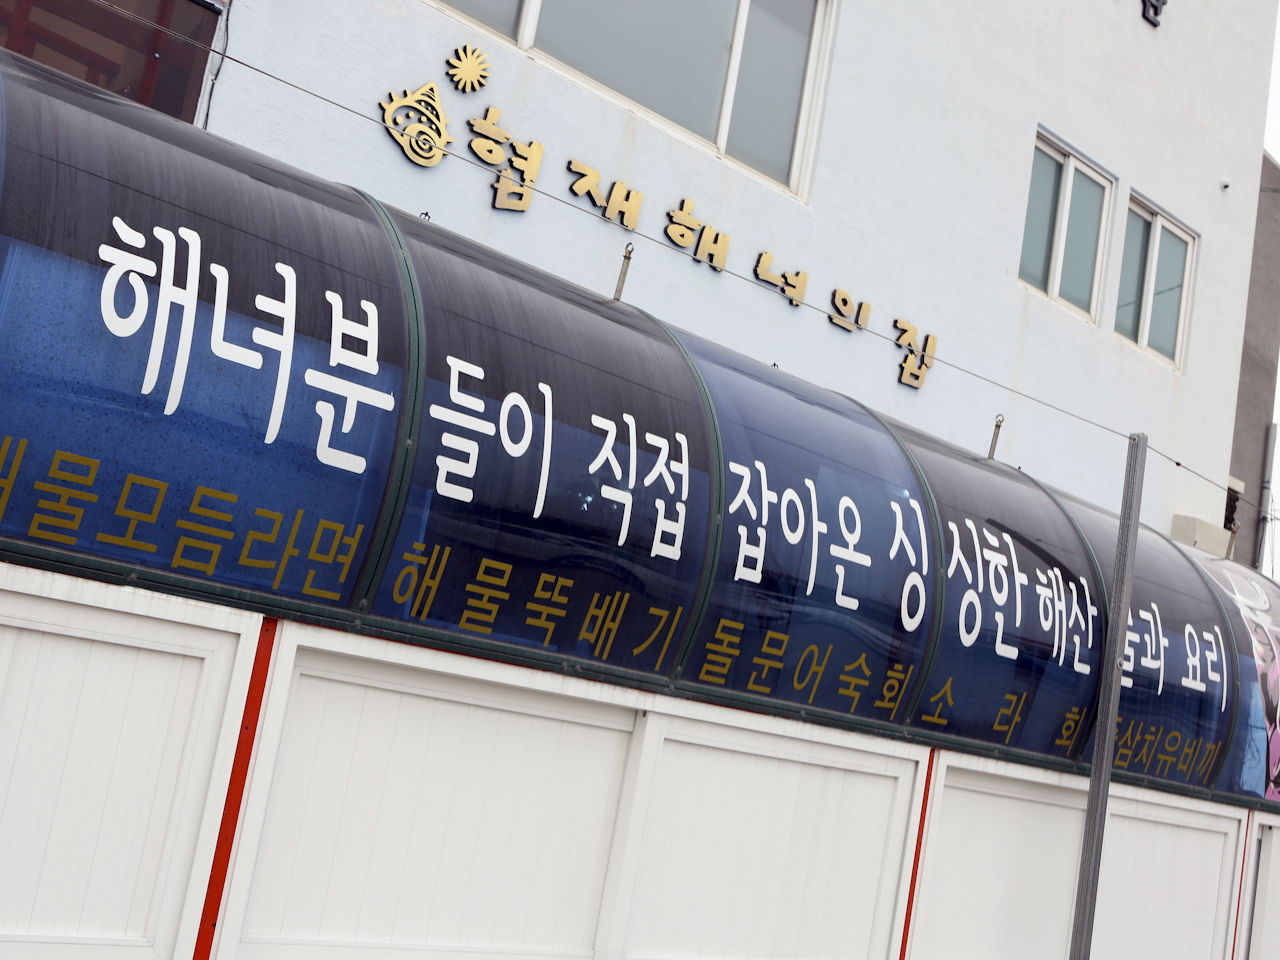 협재해녀의집
해녀분들이 직접 잡아온 싱싱한 해산물과 요리
해물모듬라면 해물뚝배기 돌문어숙회 소라회